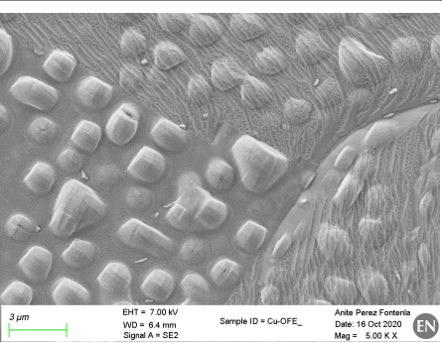 3 µm
EHT = 7.00 kV
WD = 6.4 mm
Signal A = SE2
Sample ID = Cu-OFE_
Anite Perez Fontenla
Date: 16 Oct 2020
Mag = 5.00 K X
EN